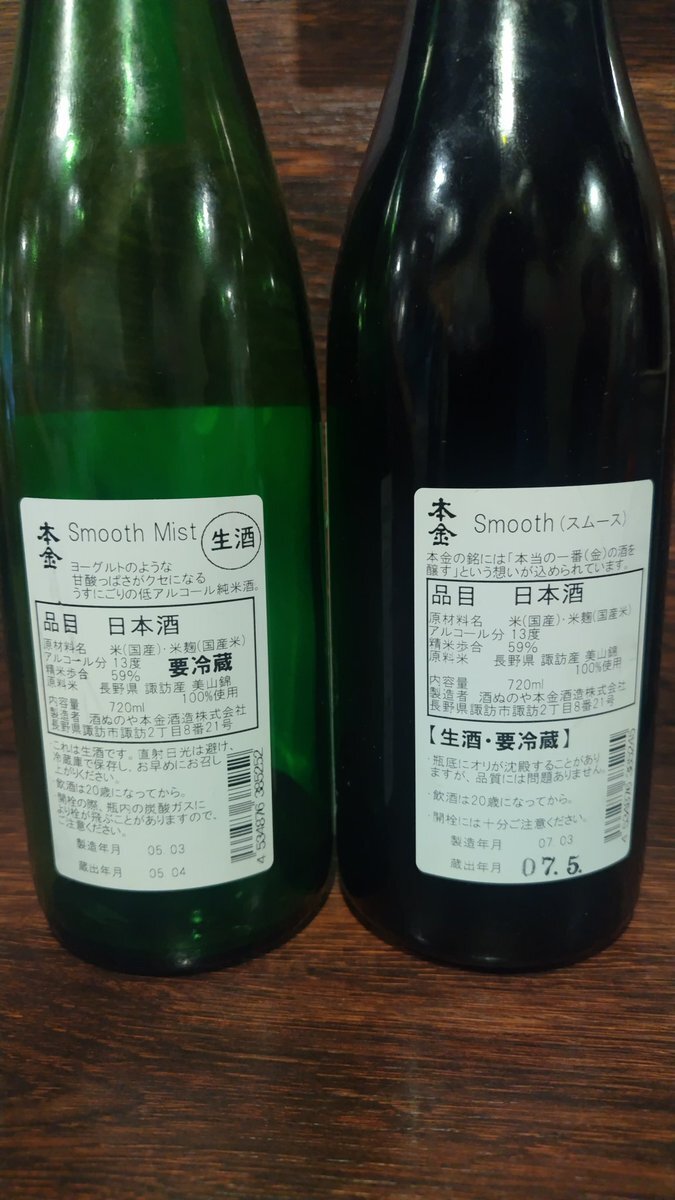 本金
Smooth Mist
生酒
ヨーグルトのような
甘酸っぱさがクセになる
うすにごりの低アルコール純米酒。
品目 日本酒
原材料名 米(国産)・米麹(国産米)
アルコール分 13度
要冷蔵
精米歩合 59%
原料米 長野県 諏訪産 美山錦
100%使用
内容量 720ml
製造者 酒ぬのや本金酒造株式会社
長野県諏訪市諏訪2丁目8番21号
これは生酒です。直射日光は避け、
冷蔵庫で保存し、お早めにお召し
上がりください。
飲酒は20歳になってから。
開栓の際、瓶内の炭酸ガスに
より栓が飛ぶことがありますので、
ご注意ください。
製造年月 05.03
蔵出年月 05.04
4 534876 385252
本金
Smooth(スムース)
本金の銘には「本当の一番(金)の酒を
醸す」という想いが込められています。
品目 日本酒
原材料名 米(国産)・米麹(国産米)
アルコール分 13度
精米歩合 59%
原料米 長野県 諏訪産 美山錦
100%使用
内容量 720ml
製造者 酒ぬのや本金酒造株式会社
長野県諏訪市諏訪2丁目8番21号
【生酒・要冷蔵】
・瓶底にオリが沈殿することがあり
ますが、品質には問題ありません。
・飲酒は20歳になってから。
・開栓には十分ご注意ください。
製造年月 07.03
蔵出年月 07.5.